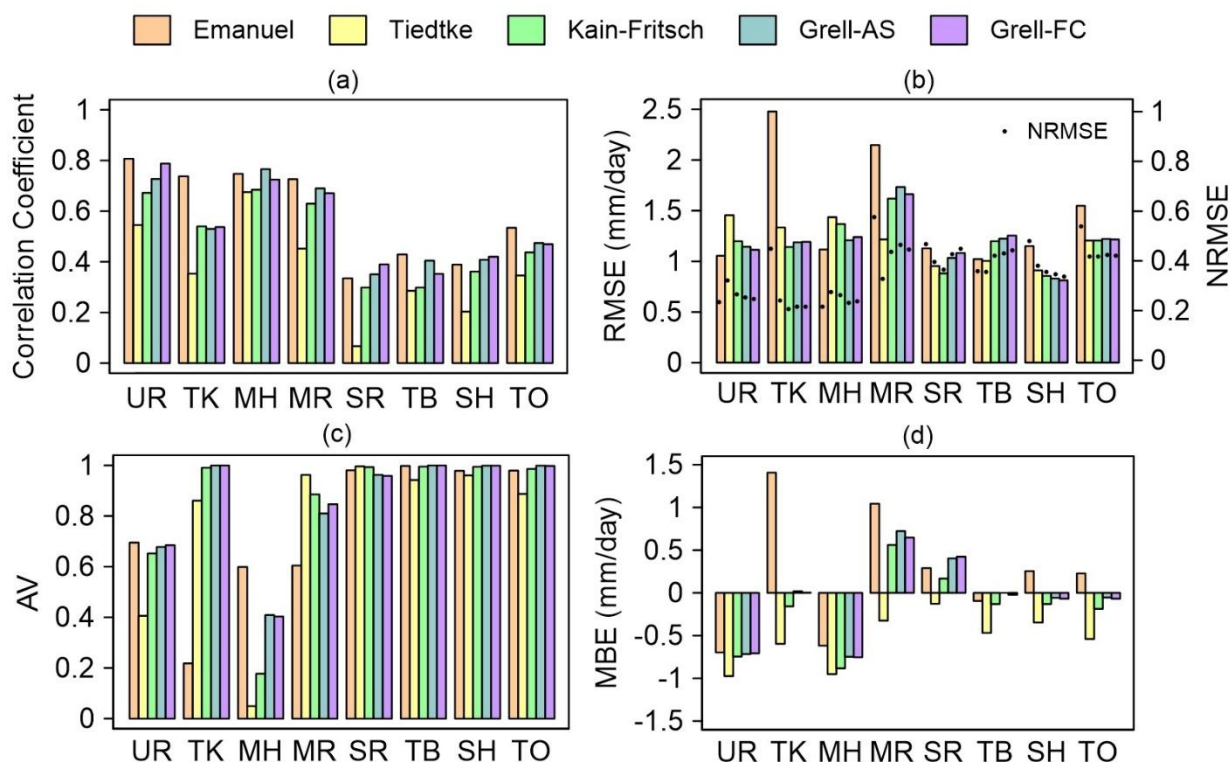 Emanuel Tiedtke Kain-Fritsch Grell-AS Grell-FC
(a)
Correlation Coefficient
1
0.8
0.6
0.4
0.2
0
UR TK MH MR SR TB SH TO
(b)
RMSE (mm/day)
2.5
2
1.5
1
0.5
0
NRMSE
1
0.8
0.6
0.4
0.2
0
NRMSE
UR TK MH MR SR TB SH TO
(c)
AV
1
0.8
0.6
0.4
0.2
0
UR TK MH MR SR TB SH TO
(d)
MBE (mm/day)
1.5
1
0.5
0
-0.5
-1
-1.5
UR TK MH MR SR TB SH TO